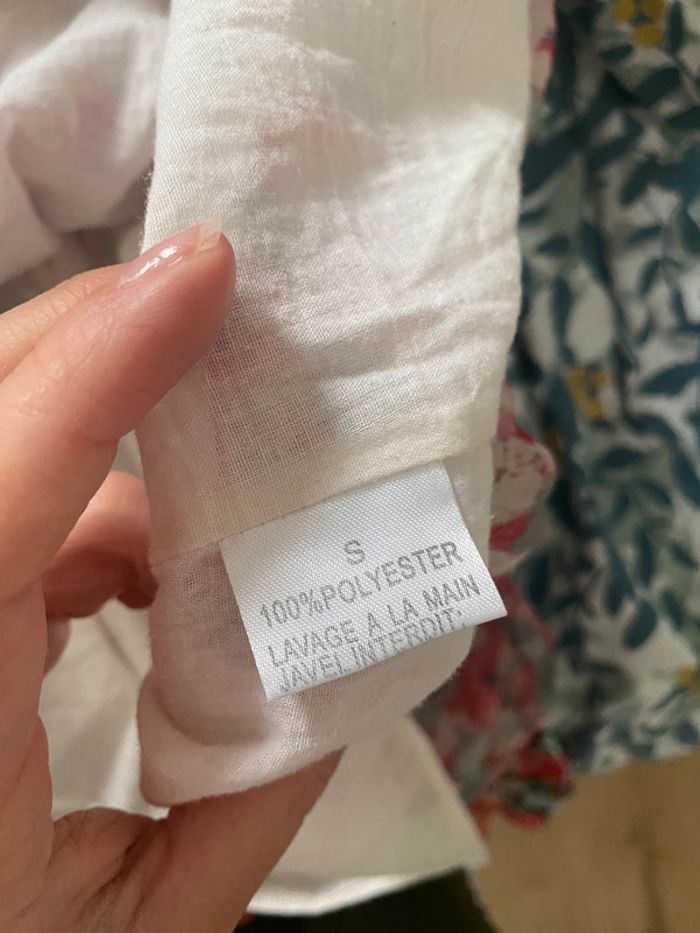 S
100%POLYESTER
LAVAGE A LA MAIN
JAVEL INTERDIT,